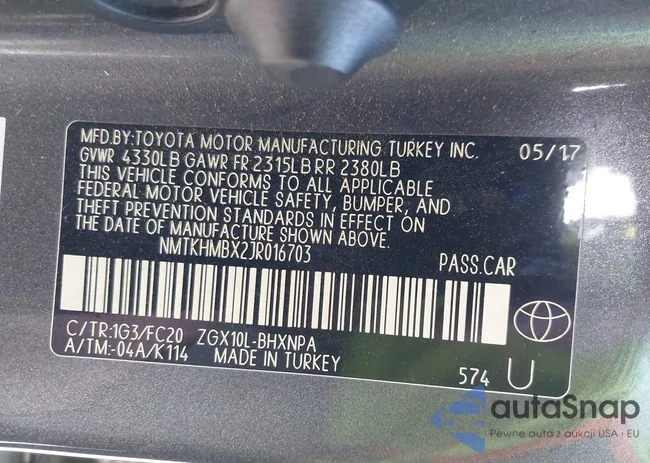 MFD.BY:TOYOTA MOTOR MANUFACTURING TURKEY INC. 05/17
GVWR 4330LB GAWR FR 2315LB RR 2380LB
THIS VEHICLE CONFORMS TO ALL APPLICABLE
FEDERAL MOTOR VEHICLE SAFETY, BUMPER, AND
THEFT PREVENTION STANDARDS IN EFFECT ON
THE DATE OF MANUFACTURE SHOWN ABOVE.
NMTKHMBX2JR016703 PASS.CAR
C/TR:1G3/FC20 ZGX10L-BHXNPA
A/TM:-04A/K114 MADE IN TURKEY
574 U
autaSnap
Pewne auta z aukcji USA - EU